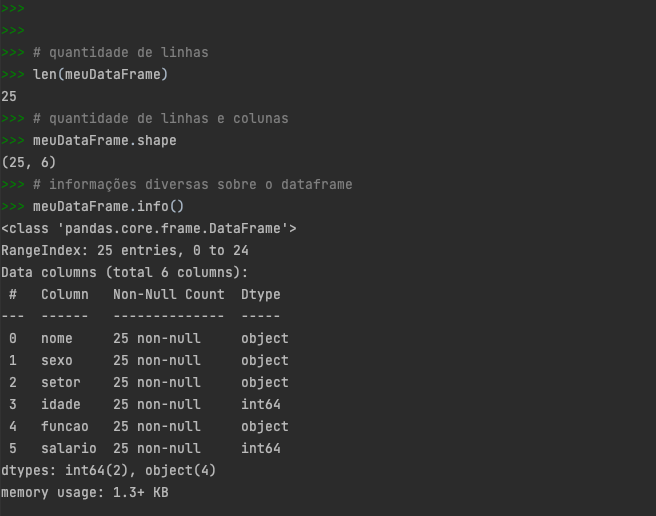 >>>
>>>
>>> # quantidade de linhas
>>> len(meuDataFrame)
25
>>> # quantidade de linhas e colunas
>>> meuDataFrame.shape
(25, 6)
>>> # informações diversas sobre o dataframe
>>> meuDataFrame.info()
<class 'pandas.core.frame.DataFrame'>
RangeIndex: 25 entries, 0 to 24
Data columns (total 6 columns):
 #   Column   Non-Null Count  Dtype
---  ------   --------------  -----
 0   nome     25 non-null     object
 1   sexo     25 non-null     object
 2   setor    25 non-null     object
 3   idade    25 non-null     int64
 4   funcao   25 non-null     object
 5   salario  25 non-null     int64
dtypes: int64(2), object(4)
memory usage: 1.3+ KB